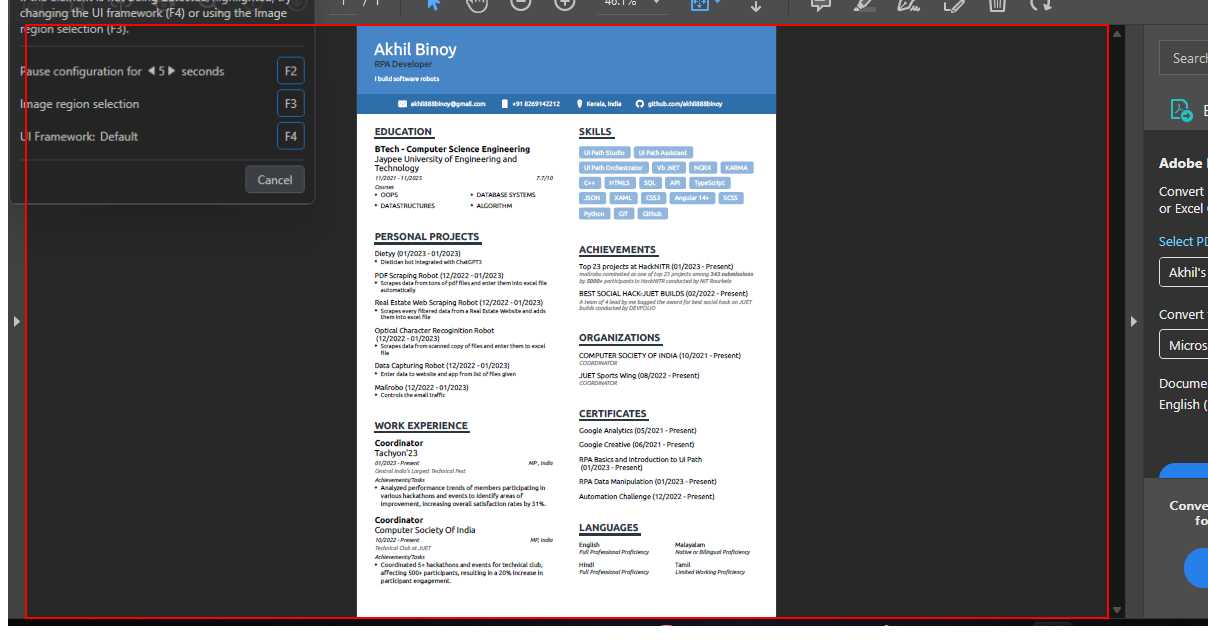 changing the UI framework (F4) or using the Image
region selection (F3).
Pause configuration for 5 seconds
F2
Image region selection
F3
UI Framework: Default
F4
Cancel
1 / 1
46.1%
Akhil Binoy
RPA Developer
I build software robots
akhil888binoy@gmail.com
+91 8269142212
Kerala, India
github.com/akhil888binoy
EDUCATION
BTech - Computer Science Engineering
Jaypee University of Engineering and
Technology
11/2021 - 11/2025
7.7/10
Courses
• OOPS
• DATABASE SYSTEMS
• DATASTRUCTURES
• ALGORITHM
PERSONAL PROJECTS
Dietyy (01/2023 - 01/2023)
• Dietician bot integrated with ChatGPT3
PDF Scraping Robot (12/2022 - 01/2023)
• Scrapes data from tons of pdf files and enter them into excel file
automatically
Real Estate Web Scraping Robot (12/2022 - 01/2023)
• Scrapes every filtered data from a Real Estate Website and adds
them into excel file
Optical Character Recoginition Robot
(12/2022 - 01/2023)
• Scrapes data from scanned copy of files and enter them to excel
file
Data Capturing Robot (12/2022 - 01/2023)
• Enter data to website and app from list of files given
Mailrobo (12/2022 - 01/2023)
• Controls the email traffic
WORK EXPERIENCE
Coordinator
Tachyon'23
01/2023 - Present
MP , India
Central India's Largest Technical Fest
Achievements/Tasks
• Analyzed performance trends of members participating in
various hackathons and events to identify areas of
improvement, increasing overall satisfaction rates by 31%.
Coordinator
Computer Society Of India
10/2022 - Present
MP, India
Technical Club at JUET
Achievements/Tasks
• Coordinated 5+ hackathons and events for technical club,
affecting 500+ participants, resulting in a 20% increase in
participant engagement.
SKILLS
UI Path Studio
UI Path Assistant
UI Path Orchestrator
Vb .NET
NGRX
KARMA
C++
HTML5
SQL
API
TypeScript
JSON
XAML
CSS3
Angular 14+
SCSS
Python
GIT
Github
ACHIEVEMENTS
Top 23 projects at HackNITR (01/2023 - Present)
mailrobo nominated as one of top 23 projects among 343 submissions
by 5000+ participants in HackNITR conducted by NIT Rourkela
BEST SOCIAL HACK-JUET BUILDS (02/2022 - Present)
A team of 4 lead by me bagged the award for best social hack on JUET
builds conducted by DEVFOLIO
ORGANIZATIONS
COMPUTER SOCIETY OF INDIA (10/2021 - Present)
COORDINATOR
JUET Sports Wing (08/2022 - Present)
COORDINATOR
CERTIFICATES
Google Analytics (05/2021 - Present)
Google Creative (06/2021 - Present)
RPA Basics and Introduction to UI Path
(01/2023 - Present)
RPA Data Manipulation (01/2023 - Present)
Automation Challenge (12/2022 - Present)
LANGUAGES
English
Full Professional Proficiency
Malayalam
Native or Bilingual Proficiency
Hindi
Full Professional Proficiency
Tamil
Limited Working Proficiency
Search
Adobe
Convert
or Excel
Select PD
Akhil's
Convert
Micros
Docume
English (
Conve
fo